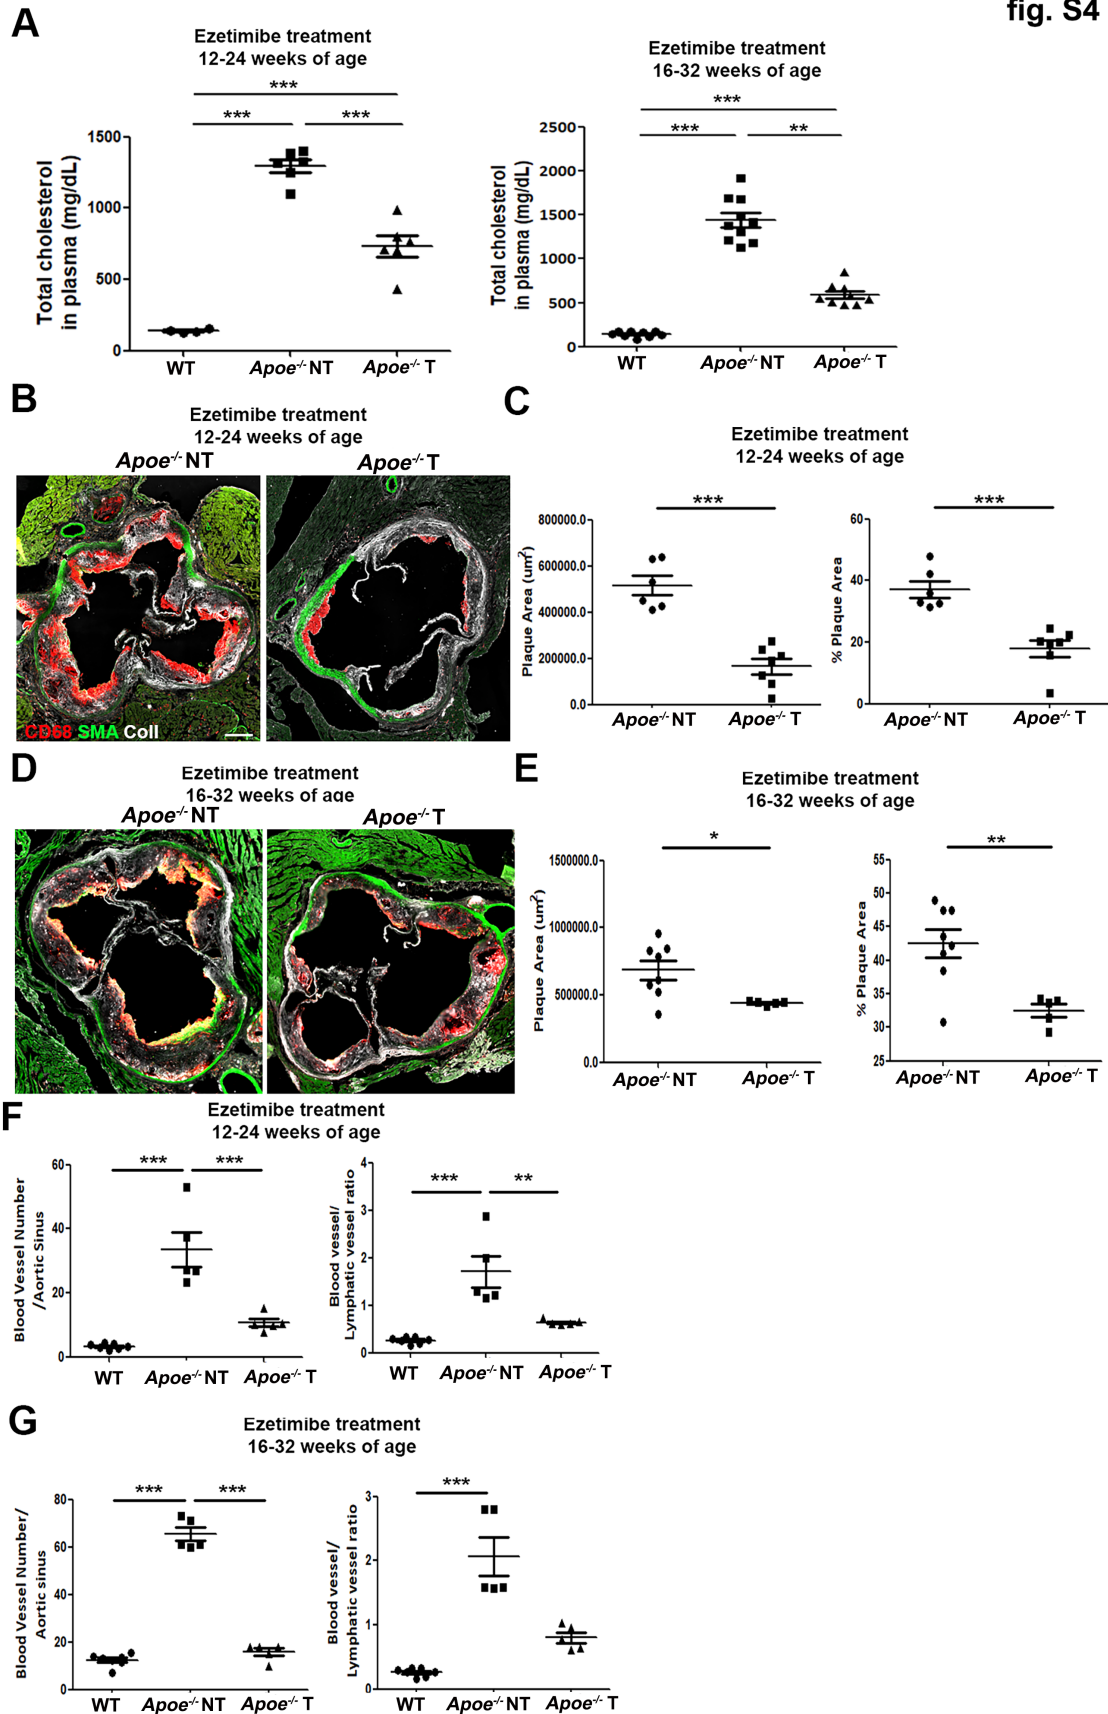 fig. S4
A
Ezetimibe treatment
12-24 weeks of age
***
*** ***
Total cholesterol
in plasma (mg/dL)
1500
1000
500
0
WT Apoe-/- NT Apoe-/- T
Ezetimibe treatment
16-32 weeks of age
***
*** **
Total cholesterol
in plasma (mg/dL)
2500
2000
1500
1000
500
0
WT Apoe-/- NT Apoe-/- T
B
Ezetimibe treatment
12-24 weeks of age
Apoe-/- NT Apoe-/- T
CD68 SMA Coll
C
Ezetimibe treatment
12-24 weeks of age
***
Plaque Area (um2)
800000.0
600000.0
400000.0
200000.0
0.0
Apoe-/- NT Apoe-/- T
***
% Plaque Area
60
40
20
0
Apoe-/- NT Apoe-/- T
D
Ezetimibe treatment
16-32 weeks of age
Apoe-/- NT Apoe-/- T
E
Ezetimibe treatment
16-32 weeks of age
*
Plaque Area (um2)
1500000.0
1000000.0
500000.0
0.0
Apoe-/- NT Apoe-/- T
**
% Plaque Area
55
50
45
40
35
30
25
Apoe-/- NT Apoe-/- T
F
Ezetimibe treatment
12-24 weeks of age
*** ***
Blood Vessel Number
/Aortic Sinus
60
40
20
0
WT Apoe-/- NT Apoe-/- T
*** **
Blood vessel/
Lymphatic vessel ratio
4
3
2
1
0
WT Apoe-/- NT Apoe-/- T
G
Ezetimibe treatment
16-32 weeks of age
*** ***
Blood Vessel Number/
Aortic sinus
80
60
40
20
0
WT Apoe-/- NT Apoe-/- T
***
Blood vessel/
Lymphatic vessel ratio
3
2
1
0
WT Apoe-/- NT Apoe-/- T